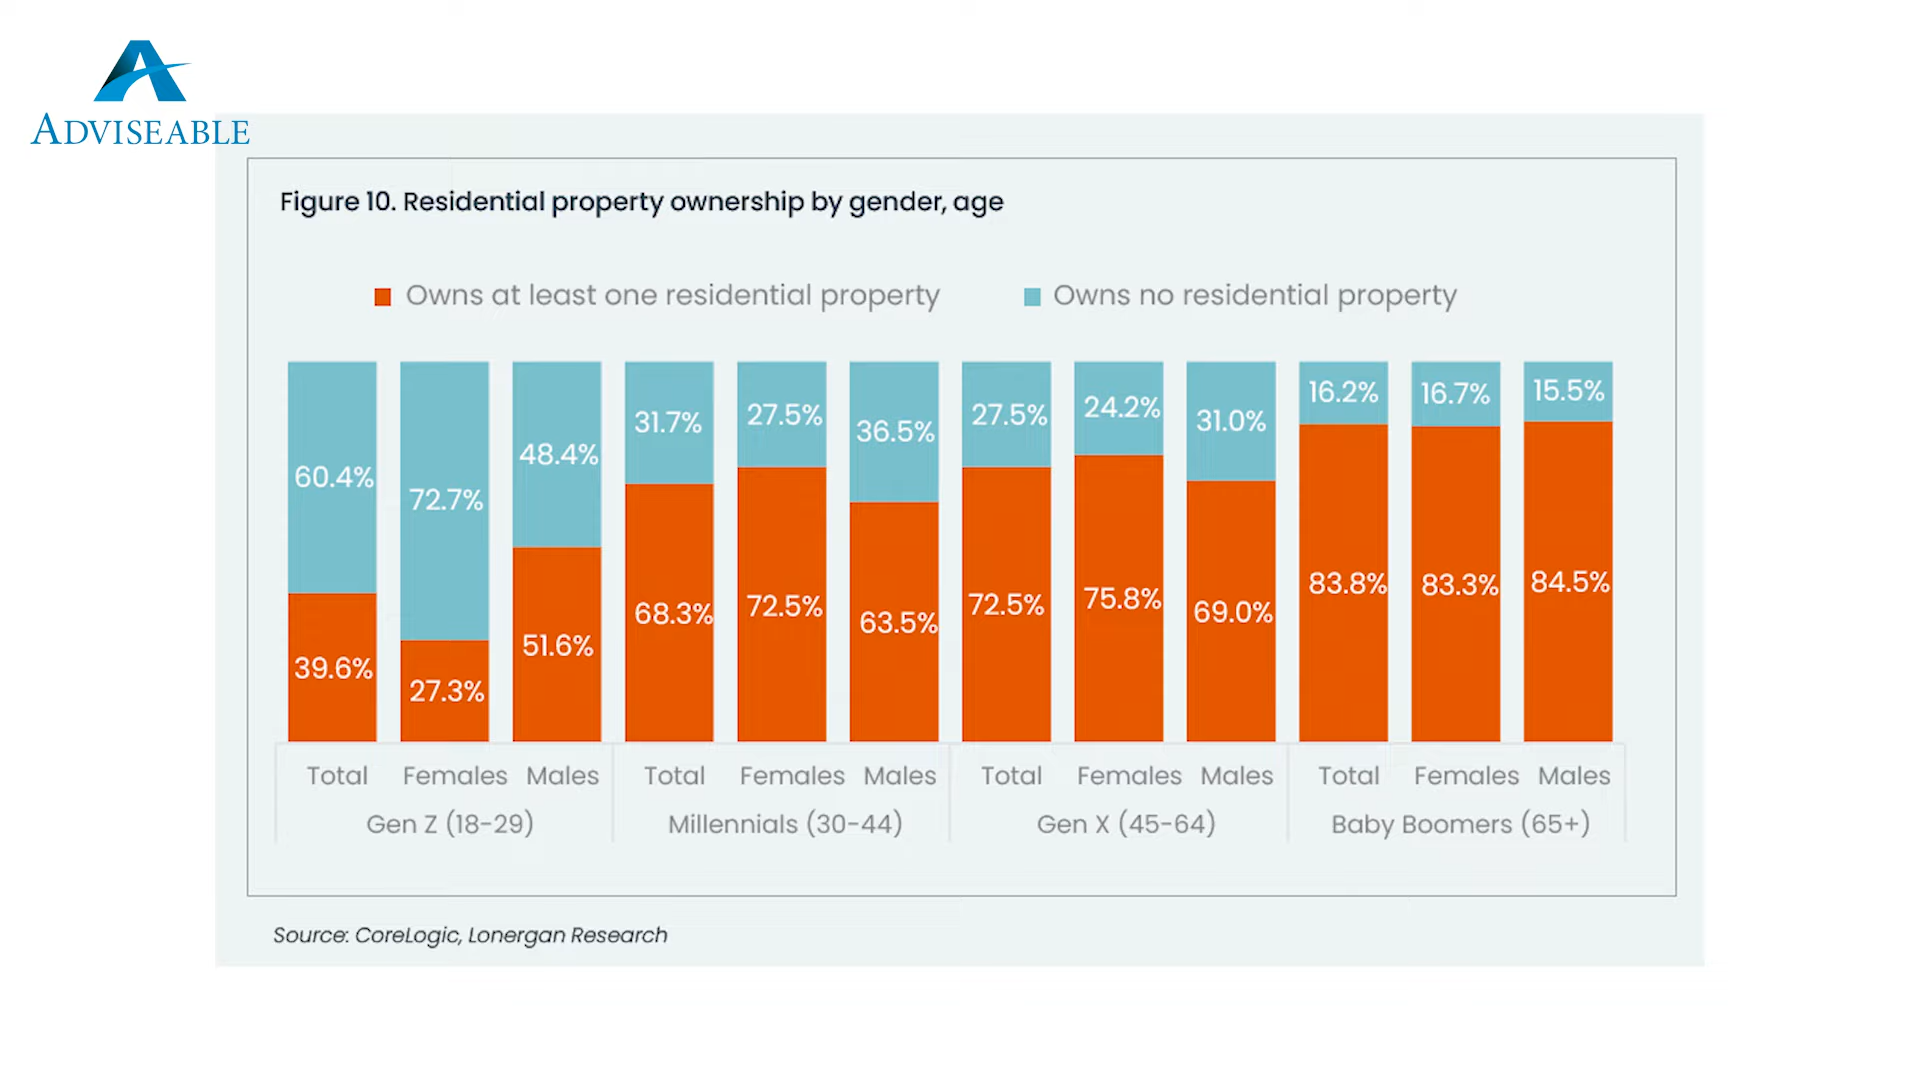 ADVISEABLE
Figure 10. Residential property ownership by gender, age
Owns at least one residential property Owns no residential property
60.4% 72.7% 48.4% 31.7% 27.5% 36.5% 27.5% 24.2% 31.0% 16.2% 16.7% 15.5%
39.6% 27.3% 51.6% 68.3% 72.5% 63.5% 72.5% 75.8% 69.0% 83.8% 83.3% 84.5%
Total Females Males Total Females Males Total Females Males Total Females Males
Gen Z (18-29) Millennials (30-44) Gen X (45-64) Baby Boomers (65+)
Source: CoreLogic, Lonergan Research